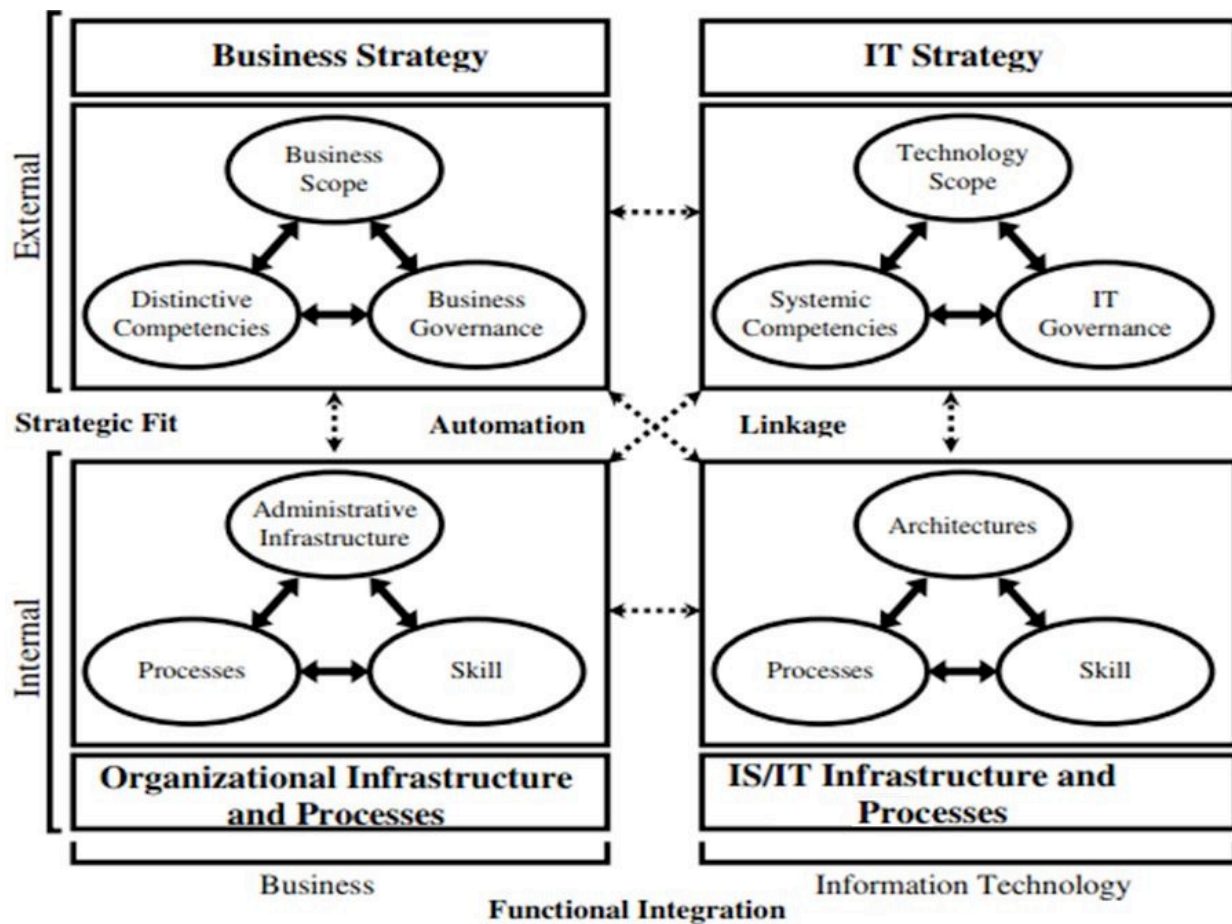 Business Strategy
IT Strategy
External
Business
Scope
Distinctive
Competencies
Business
Governance
Technology
Scope
Systemic
Competencies
IT
Governance
Strategic Fit
Automation
Linkage
Internal
Administrative
Infrastructure
Processes
Skill
Architectures
Processes
Skill
Organizational Infrastructure
and Processes
IS/IT Infrastructure and
Processes
Business
Information Technology
Functional Integration